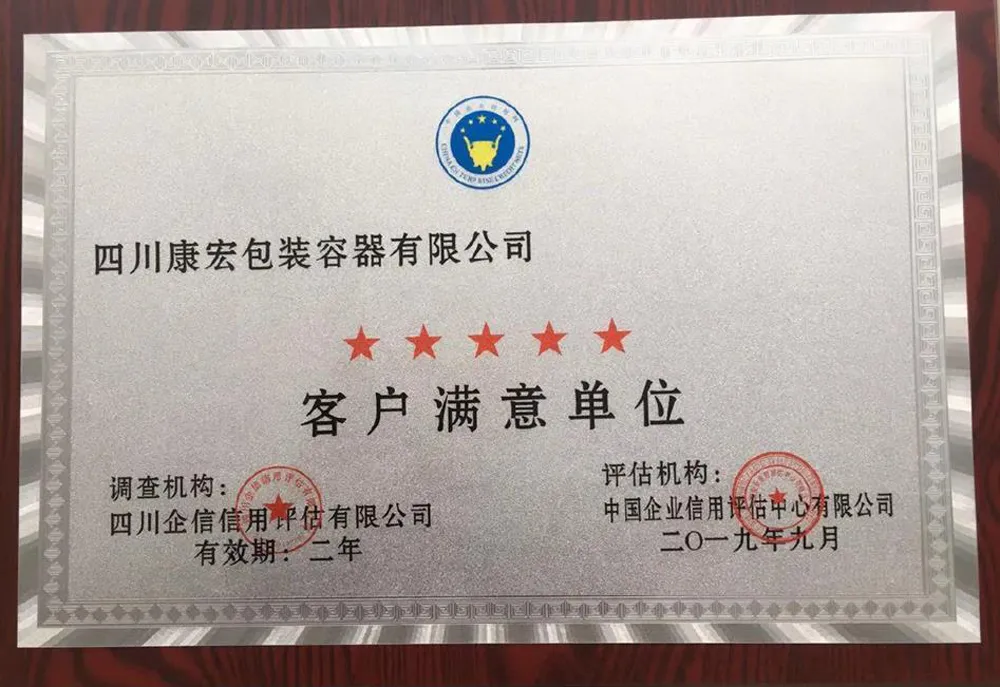 四川康宏包装容器有限公司
客户满意单位
调查机构：
四川企信信用评估有限公司
有效期：二年
评估机构：
中国企业信用评估中心有限公司
二〇一九年九月